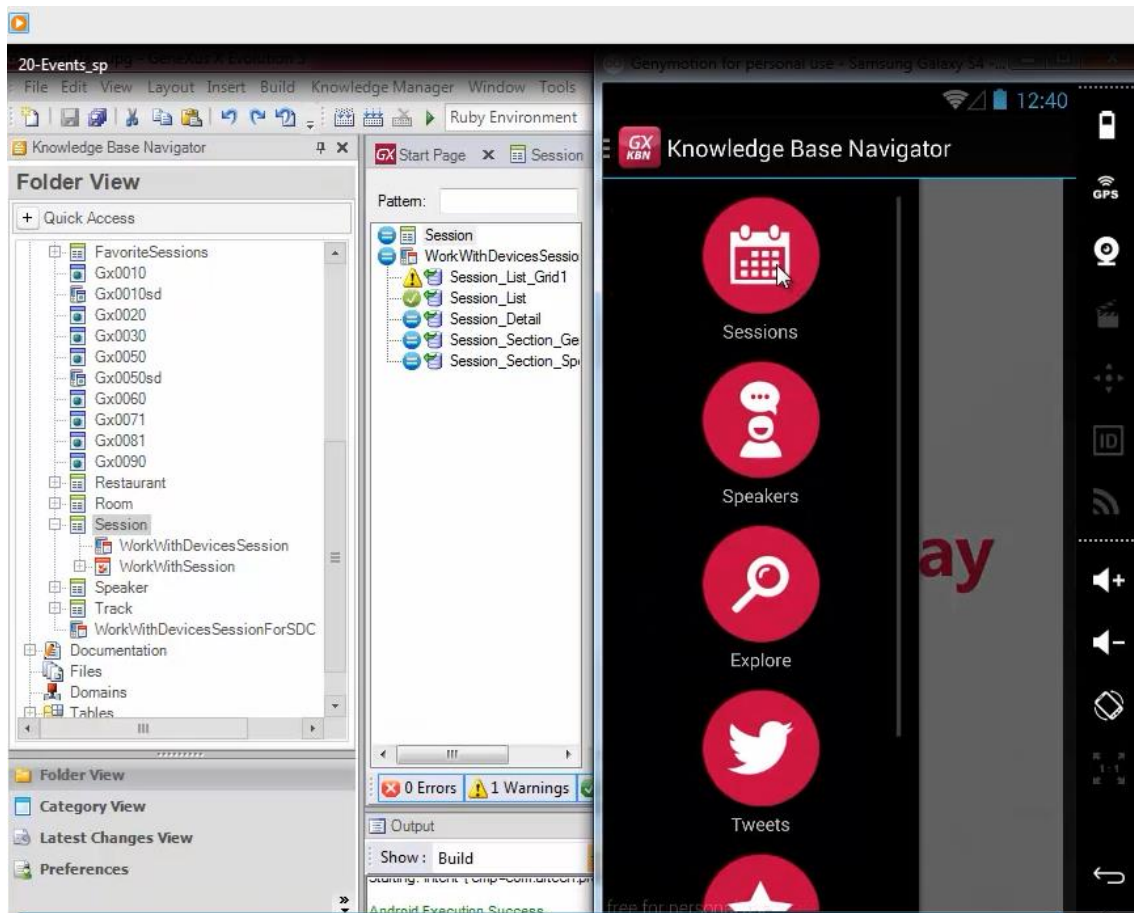 20-Events_sp
Genymotion for personal use - Samsung Galaxy S4 -
File Edit View Layout Insert Build Knowledge Manager Window Tools
Ruby Environment
Knowledge Base Navigator
Folder View
+ Quick Access
FavoriteSessions
Gx0010
Gx0010sd
Gx0020
Gx0030
Gx0050
Gx0050sd
Gx0060
Gx0071
Gx0081
Gx0090
Restaurant
Room
Session
WorkWithDevicesSession
WorkWithSession
Speaker
Track
WorkWithDevicesSessionForSDC
Documentation
Files
Domains
Tables
Folder View
Category View
Latest Changes View
Preferences
GX Start Page
Session
Pattern:
Session
WorkWithDevicesSessio
Session_List_Grid1
Session_List
Session_Detail
Session_Section_Ge
Session_Section_Spe
0 Errors
1 Warnings
Output
Show: Build
Android Execution Success
12:40
GX KBN
Knowledge Base Navigator
Sessions
Speakers
Explore
Tweets
ay
free for person
GPS
ID
1:1